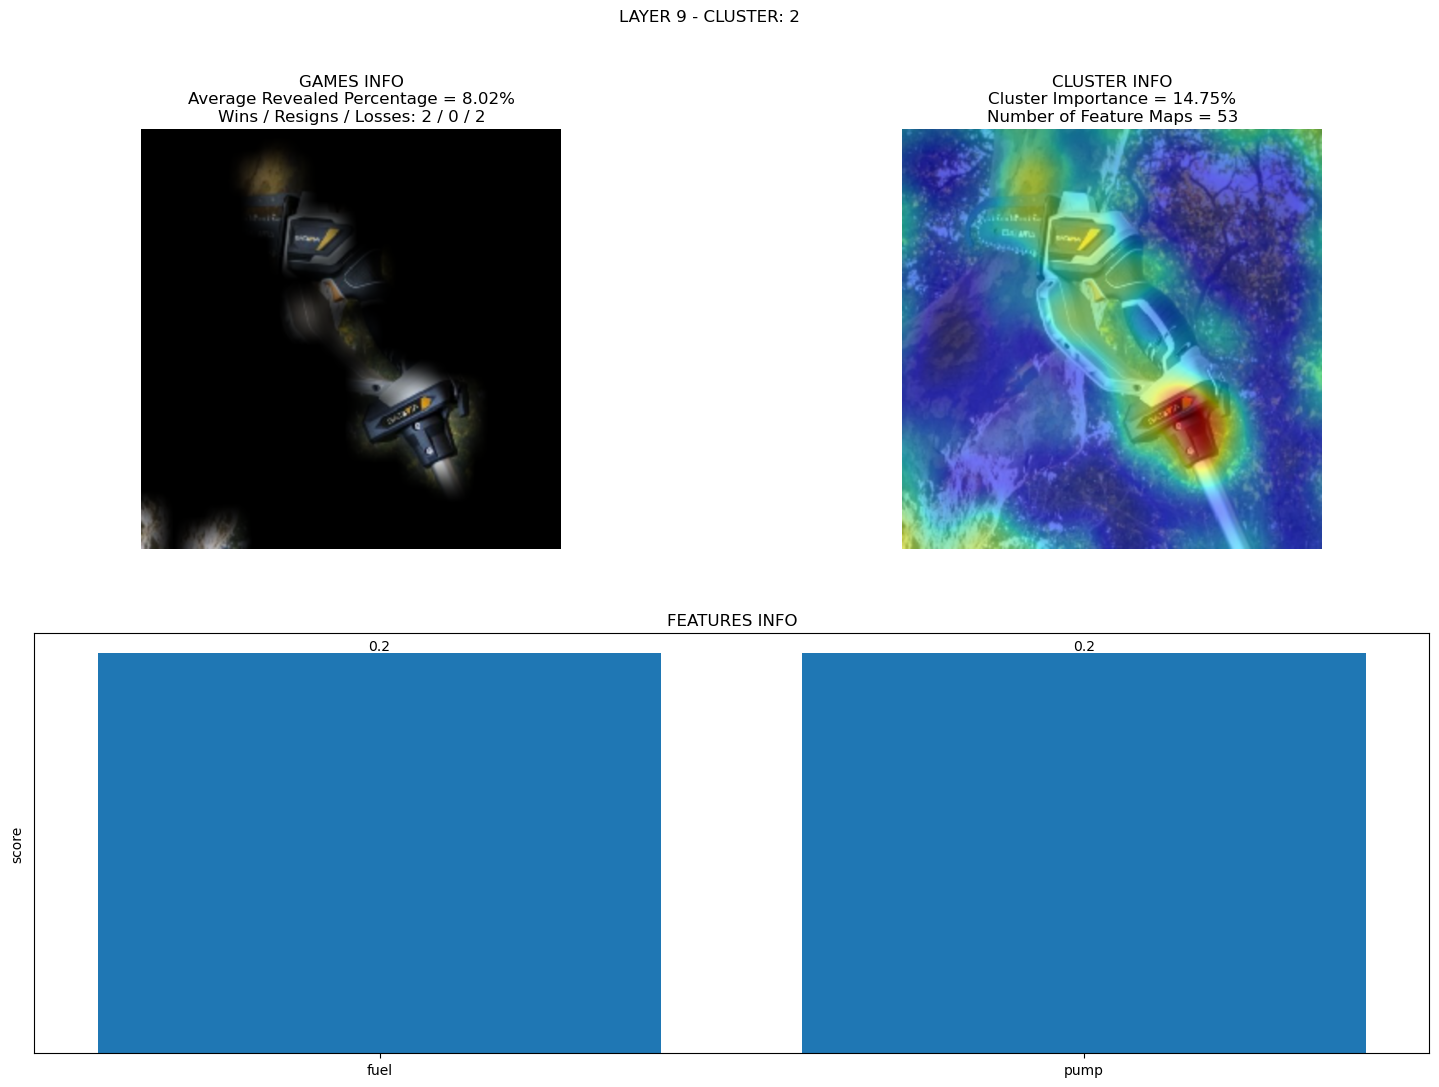 LAYER 9 - CLUSTER: 2
GAMES INFO
Average Revealed Percentage = 8.02%
Wins / Resigns / Losses: 2 / 0 / 2
CLUSTER INFO
Cluster Importance = 14.75%
Number of Feature Maps = 53
FEATURES INFO
0.2
0.2
score
fuel
pump